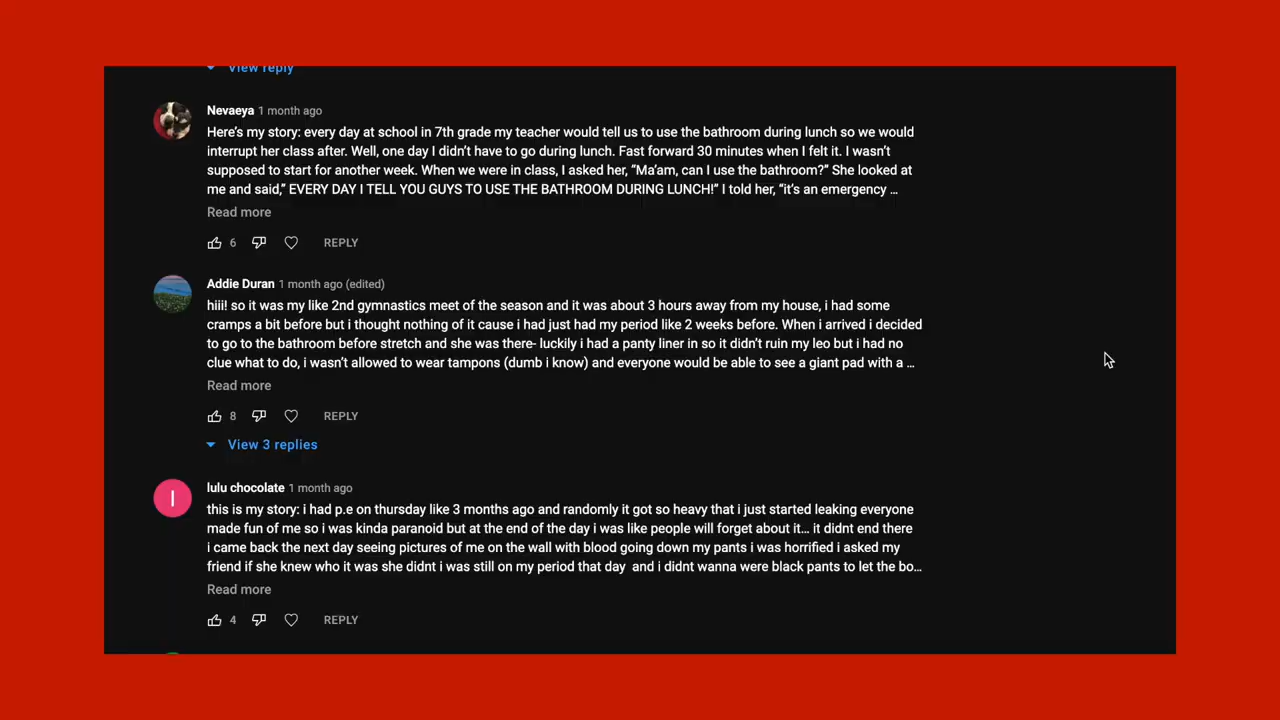 View reply
Nevaeya 1 month ago
Here's my story: every day at school in 7th grade my teacher would tell us to use the bathroom during lunch so we would
interrupt her class after. Well, one day I didn't have to go during lunch. Fast forward 30 minutes when I felt it. I wasn't
supposed to start for another week. When we were in class, I asked her, “Ma'am, can I use the bathroom?” She looked at
me and said,” EVERY DAY I TELL YOU GUYS TO USE THE BATHROOM DURING LUNCH!” I told her, “it's an emergency ...
Read more
6 REPLY
Addie Duran 1 month ago (edited)
hiii! so it was my like 2nd gymnastics meet of the season and it was about 3 hours away from my house, i had some
cramps a bit before but i thought nothing of it cause i had just had my period like 2 weeks before. When i arrived i decided
to go to the bathroom before stretch and she was there- luckily i had a panty liner in so it didn't ruin my leo but i had no
clue what to do, i wasn't allowed to wear tampons (dumb i know) and everyone would be able to see a giant pad with a ...
Read more
8 REPLY
View 3 replies
l
lulu chocolate 1 month ago
this is my story: i had p.e on thursday like 3 months ago and randomly it got so heavy that i just started leaking everyone
made fun of me so i was kinda paranoid but at the end of the day i was like people will forget about it... it didnt end there
i came back the next day seeing pictures of me on the wall with blood going down my pants i was horrified i asked my
friend if she knew who it was she didnt i was still on my period that day  and i didnt wanna were black pants to let the bo...
Read more
4 REPLY